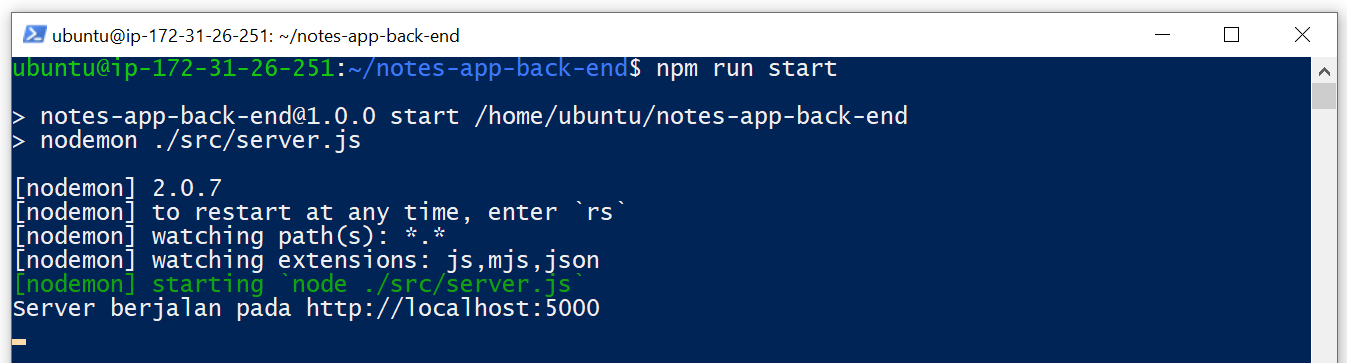 ubuntu@ip-172-31-26-251: ~/notes-app-back-end
ubuntu@ip-172-31-26-251:~/notes-app-back-end$ npm run start
> notes-app-back-end@1.0.0 start /home/ubuntu/notes-app-back-end
> nodemon ./src/server.js
[nodemon] 2.0.7
[nodemon] to restart at any time, enter `rs`
[nodemon] watching path(s): *.*
[nodemon] watching extensions: js,mjs,json
[nodemon] starting `node ./src/server.js`
Server berjalan pada http://localhost:5000